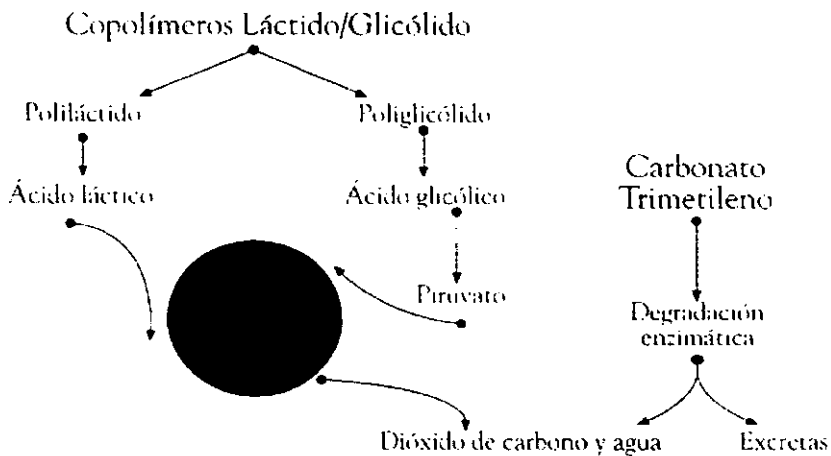 Copolímeros Láctido/Glicólido
Poliláctido
Poliglicólido
Ácido láctico
Ácido glicólico
Piruvato
Carbonato
Trimetileno
Degradación
enzimática
Dióxido de carbono y agua
Excretas